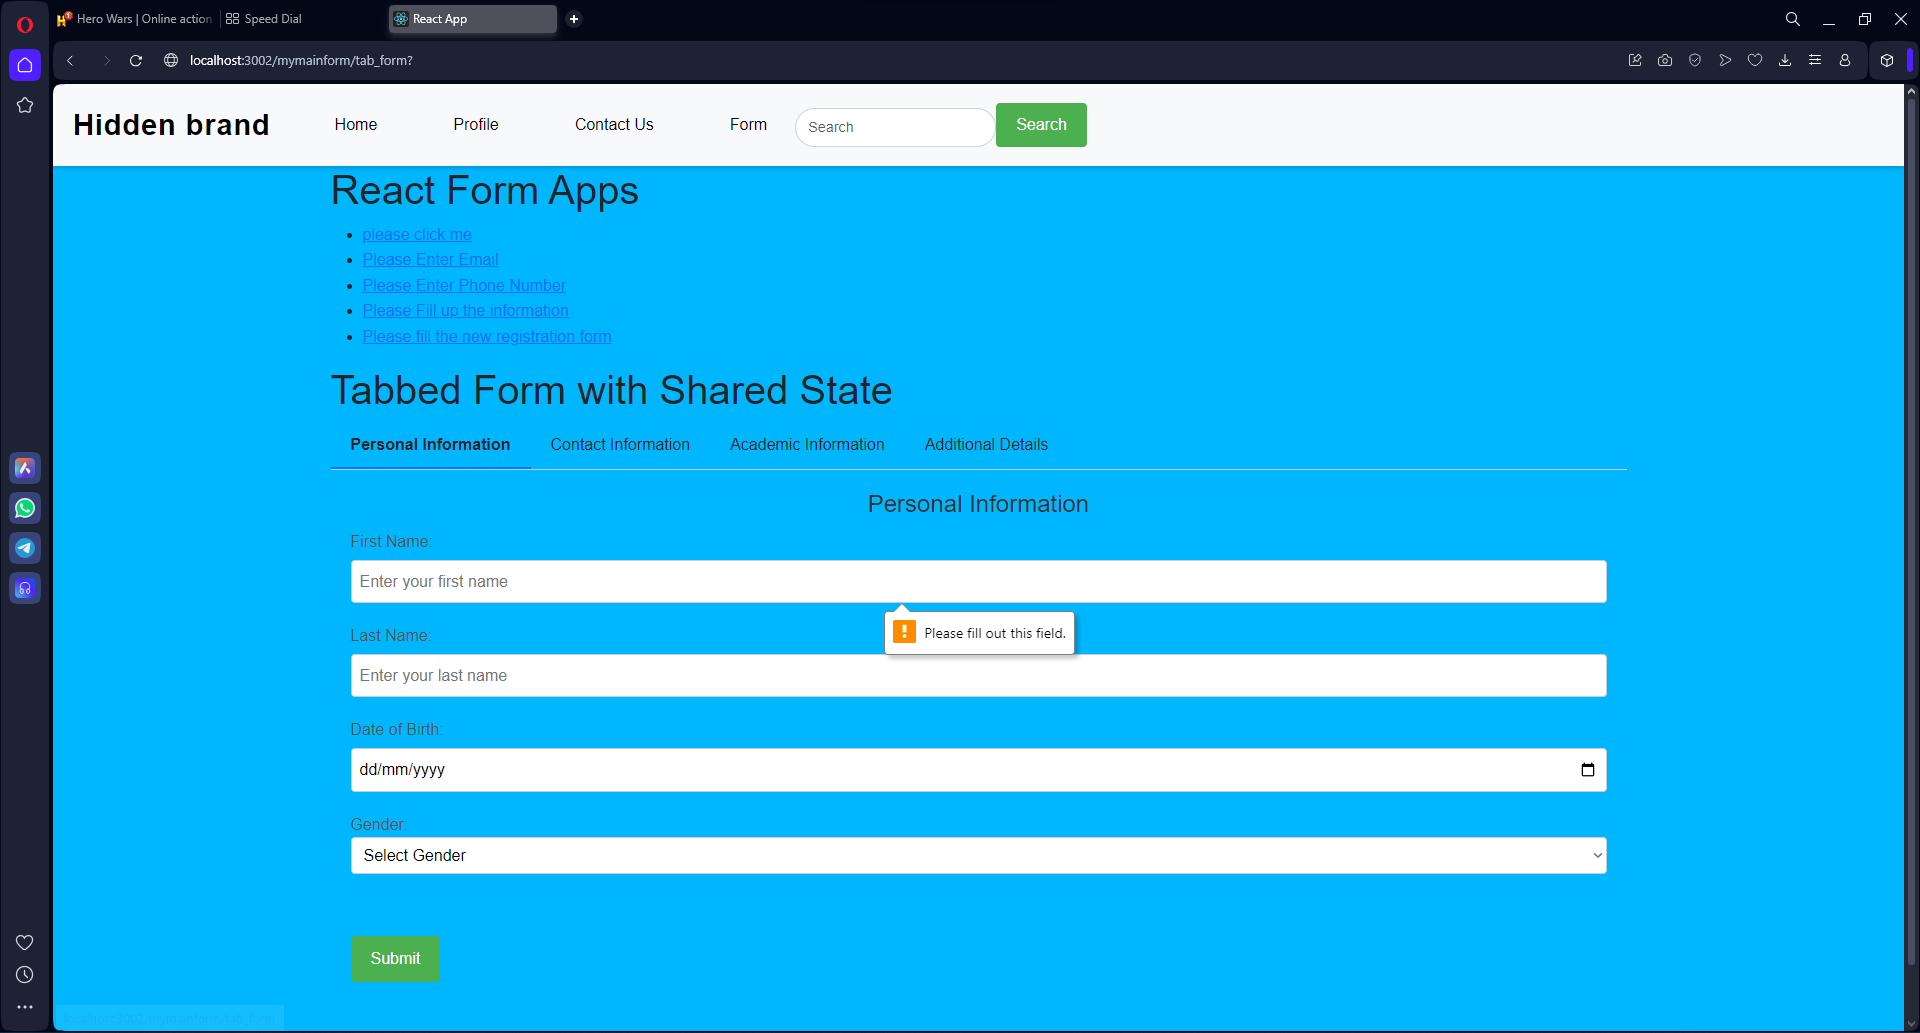 Hero Wars | Online action
Speed Dial
React App
localhost:3002/mymainform/tab_form?
Hidden brand
Home
Profile
Contact Us
Form
Search
Search
React Form Apps
please click me
Please Enter Email
Please Enter Phone Number
Please Fill up the information
Please fill the new registration form
Tabbed Form with Shared State
Personal Information
Contact Information
Academic Information
Additional Details
Personal Information
First Name:
Enter your first name
Please fill out this field.
Last Name:
Enter your last name
Date of Birth:
dd/mm/yyyy
Gender:
Select Gender
Submit
localhost:3002/mymainform/tab_form